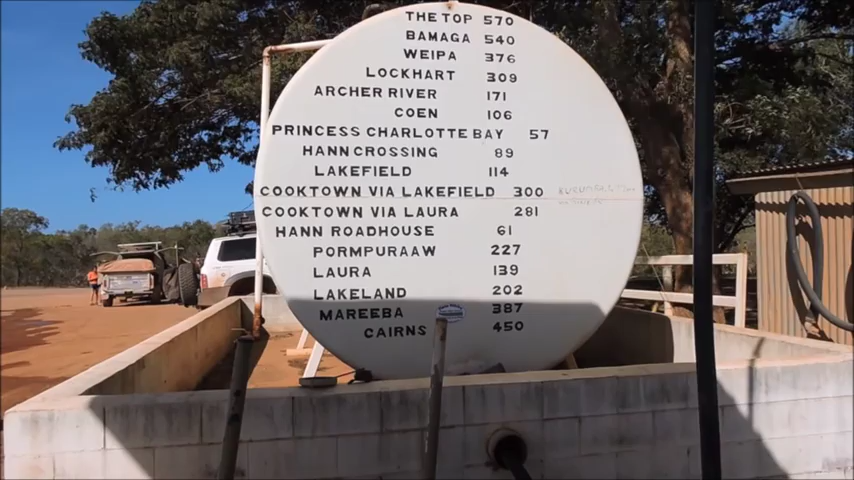 THE TOP 570
BAMAGA 540
WEIPA 376
LOCKHART 309
ARCHER RIVER 171
COEN 106
PRINCESS CHARLOTTE BAY 57
HANN CROSSING 89
LAKEFIELD 114
COOKTOWN VIA LAKEFIELD 300
COOKTOWN VIA LAURA 281
HANN ROADHOUSE 61
PORMPURAAW 227
LAURA 139
LAKELAND 206
MAREEBA 387
CAIRNS 450